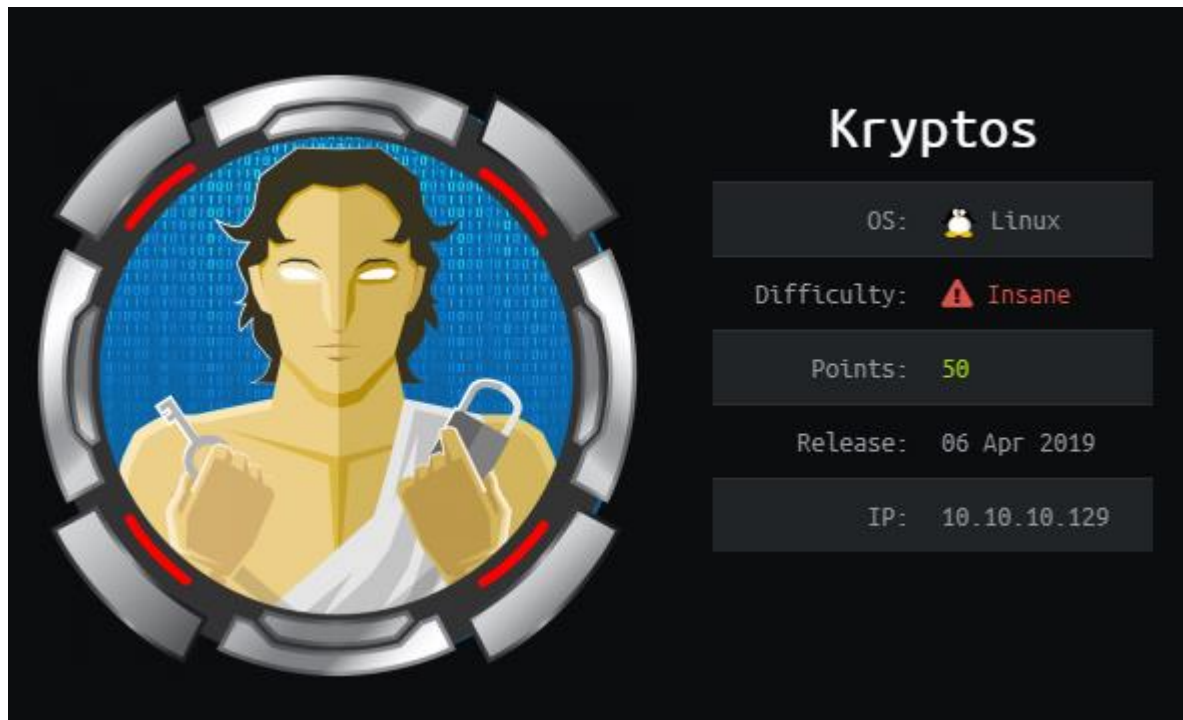 Kryptos
OS: Linux
Difficulty: Insane
Points: 50
Release: 06 Apr 2019
IP: 10.10.10.129